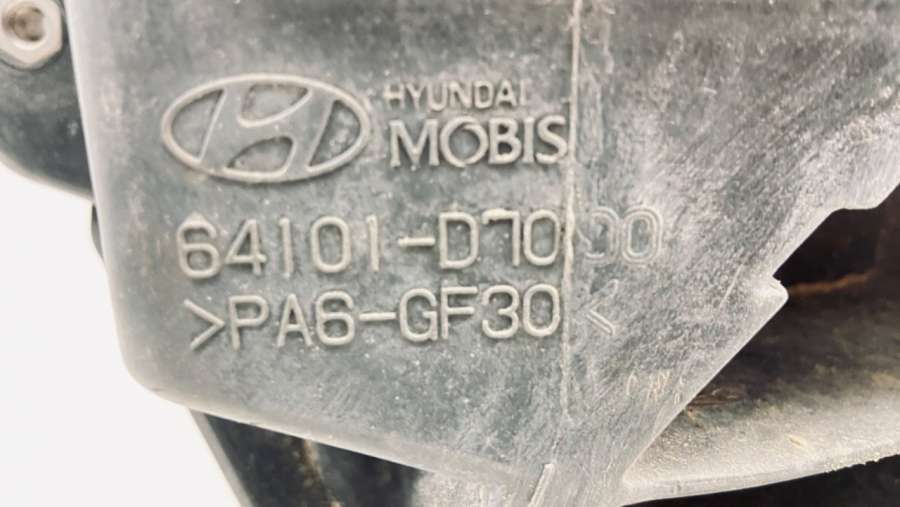 HYUNDAI
MOBIS
64101-D7000
>PA6-GF30<